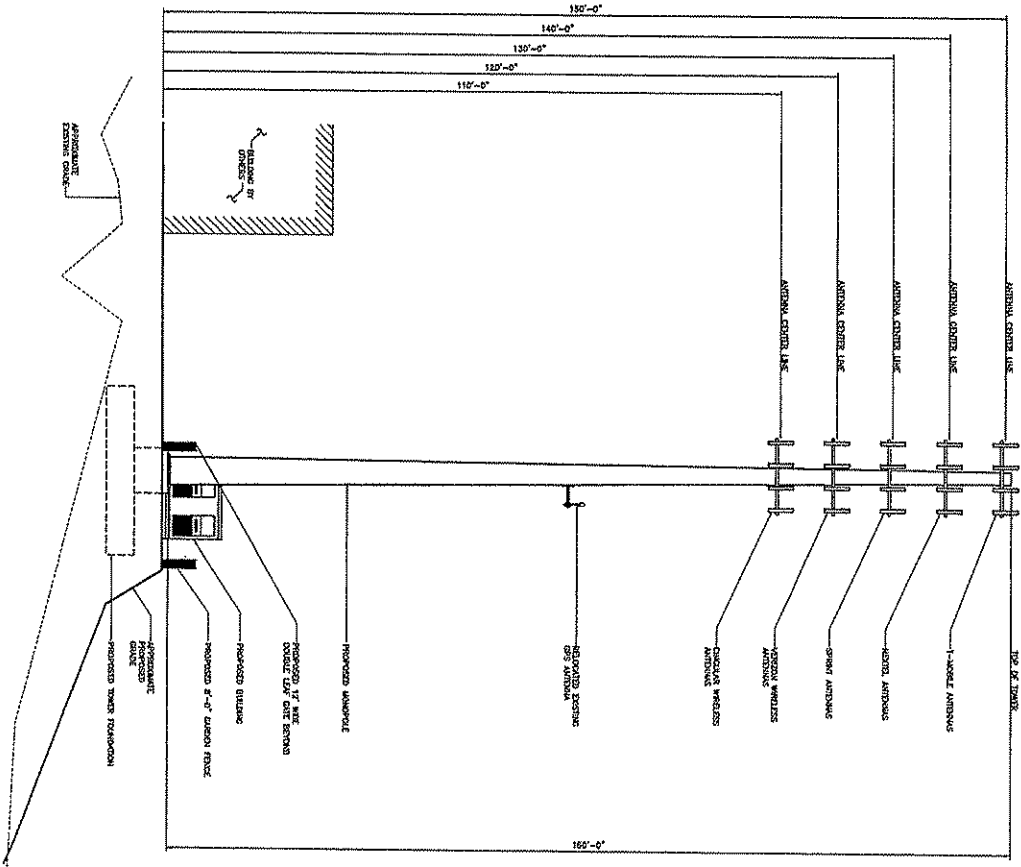 150'-0"
140'-0"
130'-0"
120'-0"
110'-0"
APPROXIMATE
EXISTING GRADE
BUILDING BY
OTHERS
ANTENNA CENTER LINE
ANTENNA CENTER LINE
ANTENNA CENTER LINE
ANTENNA CENTER LINE
ANTENNA CENTER LINE
TOP OF TOWER
T-MOBILE ANTENNAS
NEXTEL ANTENNAS
SPRINT ANTENNAS
VERIZON WIRELESS
ANTENNAS
CINGULAR WIRELESS
ANTENNAS
RELOCATED EXISTING
GPS ANTENNA
PROPOSED MONOPOLE
PROPOSED 12' WIDE
DOUBLE LEAF GATE BEYOND
PROPOSED BUILDING
PROPOSED 8'-0" GARDEN FENCE
APPROXIMATE
PROPOSED
GRADE
PROPOSED TOWER FOUNDATION